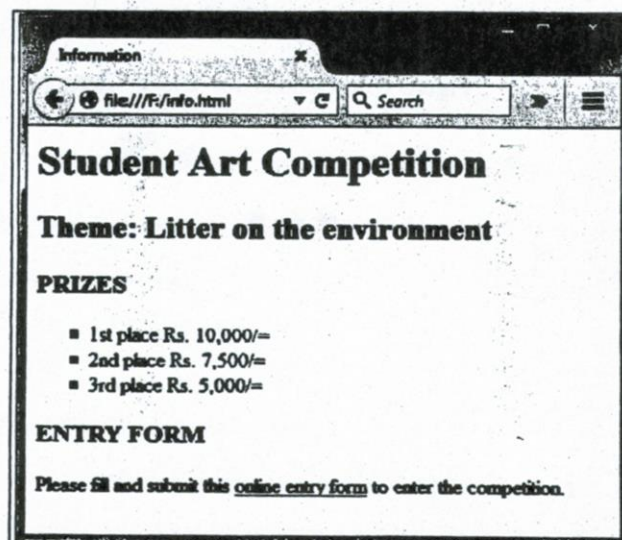 Information
file:///F:/info.html
Search
Student Art Competition
Theme: Litter on the environment
PRIZES
1st place Rs. 10,000/=
2nd place Rs. 7,500/=
3rd place Rs. 5,000/=
ENTRY FORM
Please fill and submit this online entry form to enter the competition.